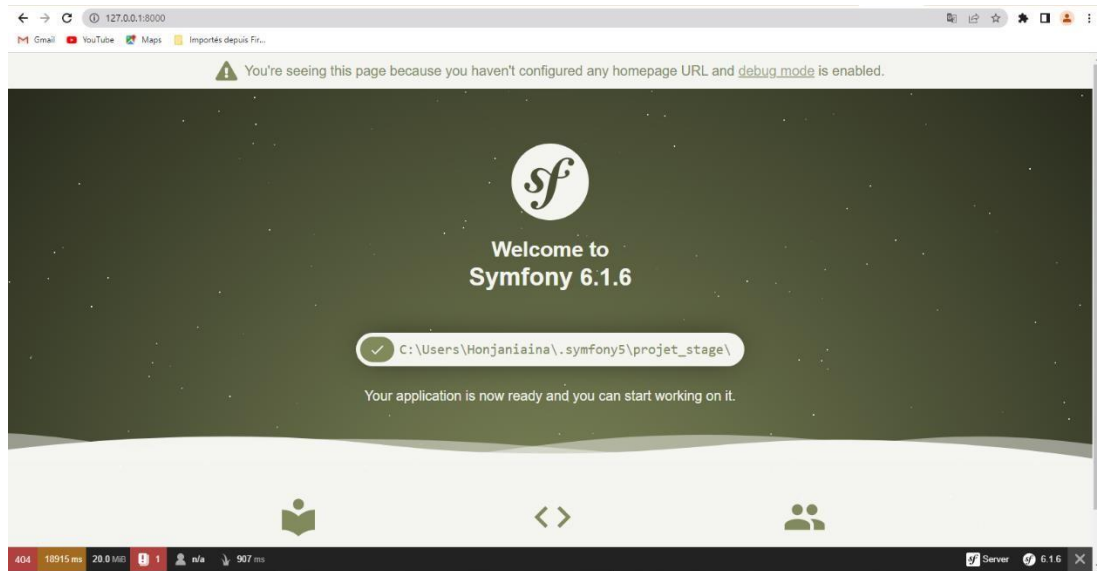 127.0.0.1:8000
Gmail YouTube Maps Importés depuis Fir...
You're seeing this page because you haven't configured any homepage URL and debug mode is enabled.
sf
Welcome to
Symfony 6.1.6
C:\Users\Honjaniaina\.symfony5\projet_stage\
Your application is now ready and you can start working on it.
404 18915 ms 20.0 MiB 1 n/a 907 ms sf Server sf 6.1.6